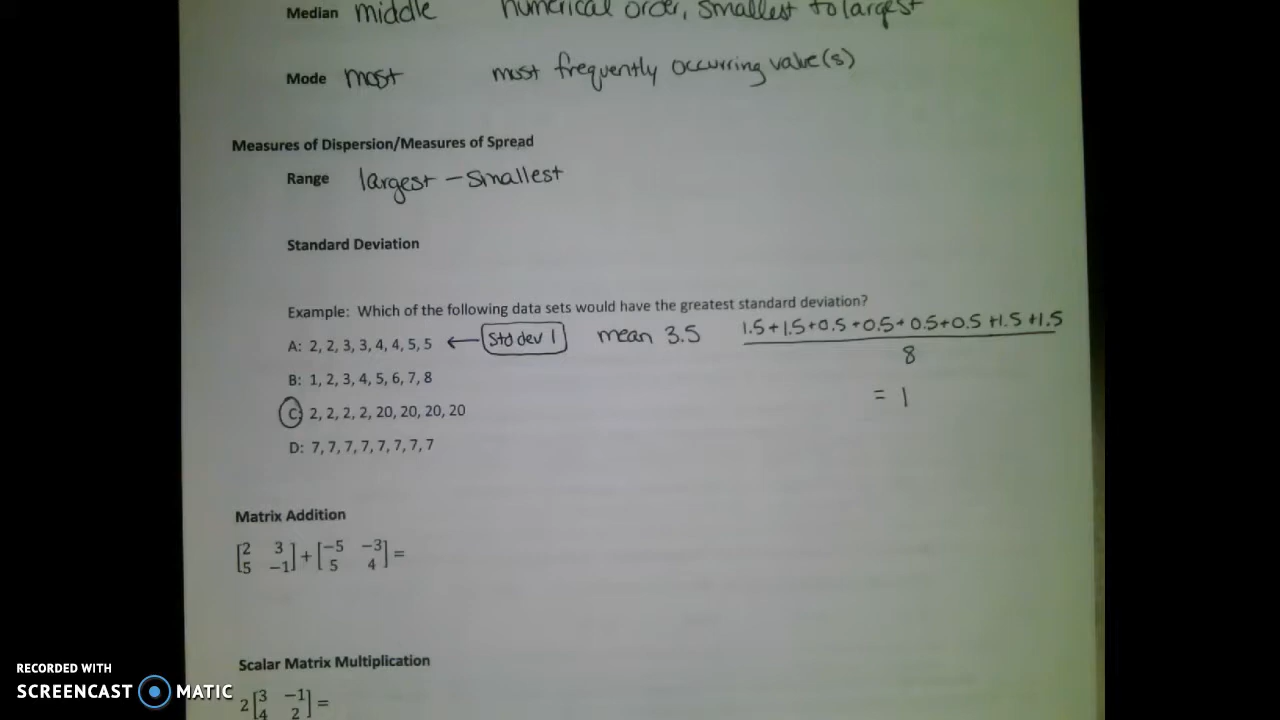 Median middle numerical order, smallest to largest
Mode most most frequently occurring value(s)
Measures of Dispersion/Measures of Spread
Range largest - smallest
Standard Deviation
Example: Which of the following data sets would have the greatest standard deviation?
A: 2, 2, 3, 3, 4, 4, 5, 5 ← Std dev 1 mean 3.5 1.5+1.5+0.5+0.5+0.5+0.5+1.5+1.5
8
B: 1, 2, 3, 4, 5, 6, 7, 8
= 1
C: 2, 2, 2, 2, 20, 20, 20, 20
D: 7, 7, 7, 7, 7, 7, 7, 7
Matrix Addition
[2 3] + [−5 −3] =
[5 −1] [5 4]
Scalar Matrix Multiplication
2 [3 −1] =
[4 2]
RECORDED WITH
SCREENCAST MATIC